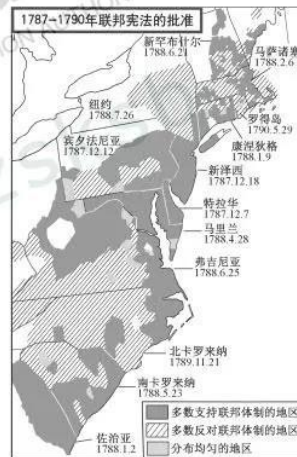 1787-1790年联邦宪法的批准
新罕布什尔
1788.6.21
马萨诸塞
1788.2.6
纽约
1788.7.26
罗得岛
1790.5.29
宾夕法尼亚
1787.12.12
康涅狄格
1788.1.9
新泽西
1787.12.18
特拉华
1787.12.7
马里兰
1788.4.28
弗吉尼亚
1788.6.25
北卡罗来纳
1789.11.21
南卡罗来纳
1788.5.23
佐治亚
1788.1.2
多数支持联邦体制的地区
多数反对联邦体制的地区
分布均匀的地区